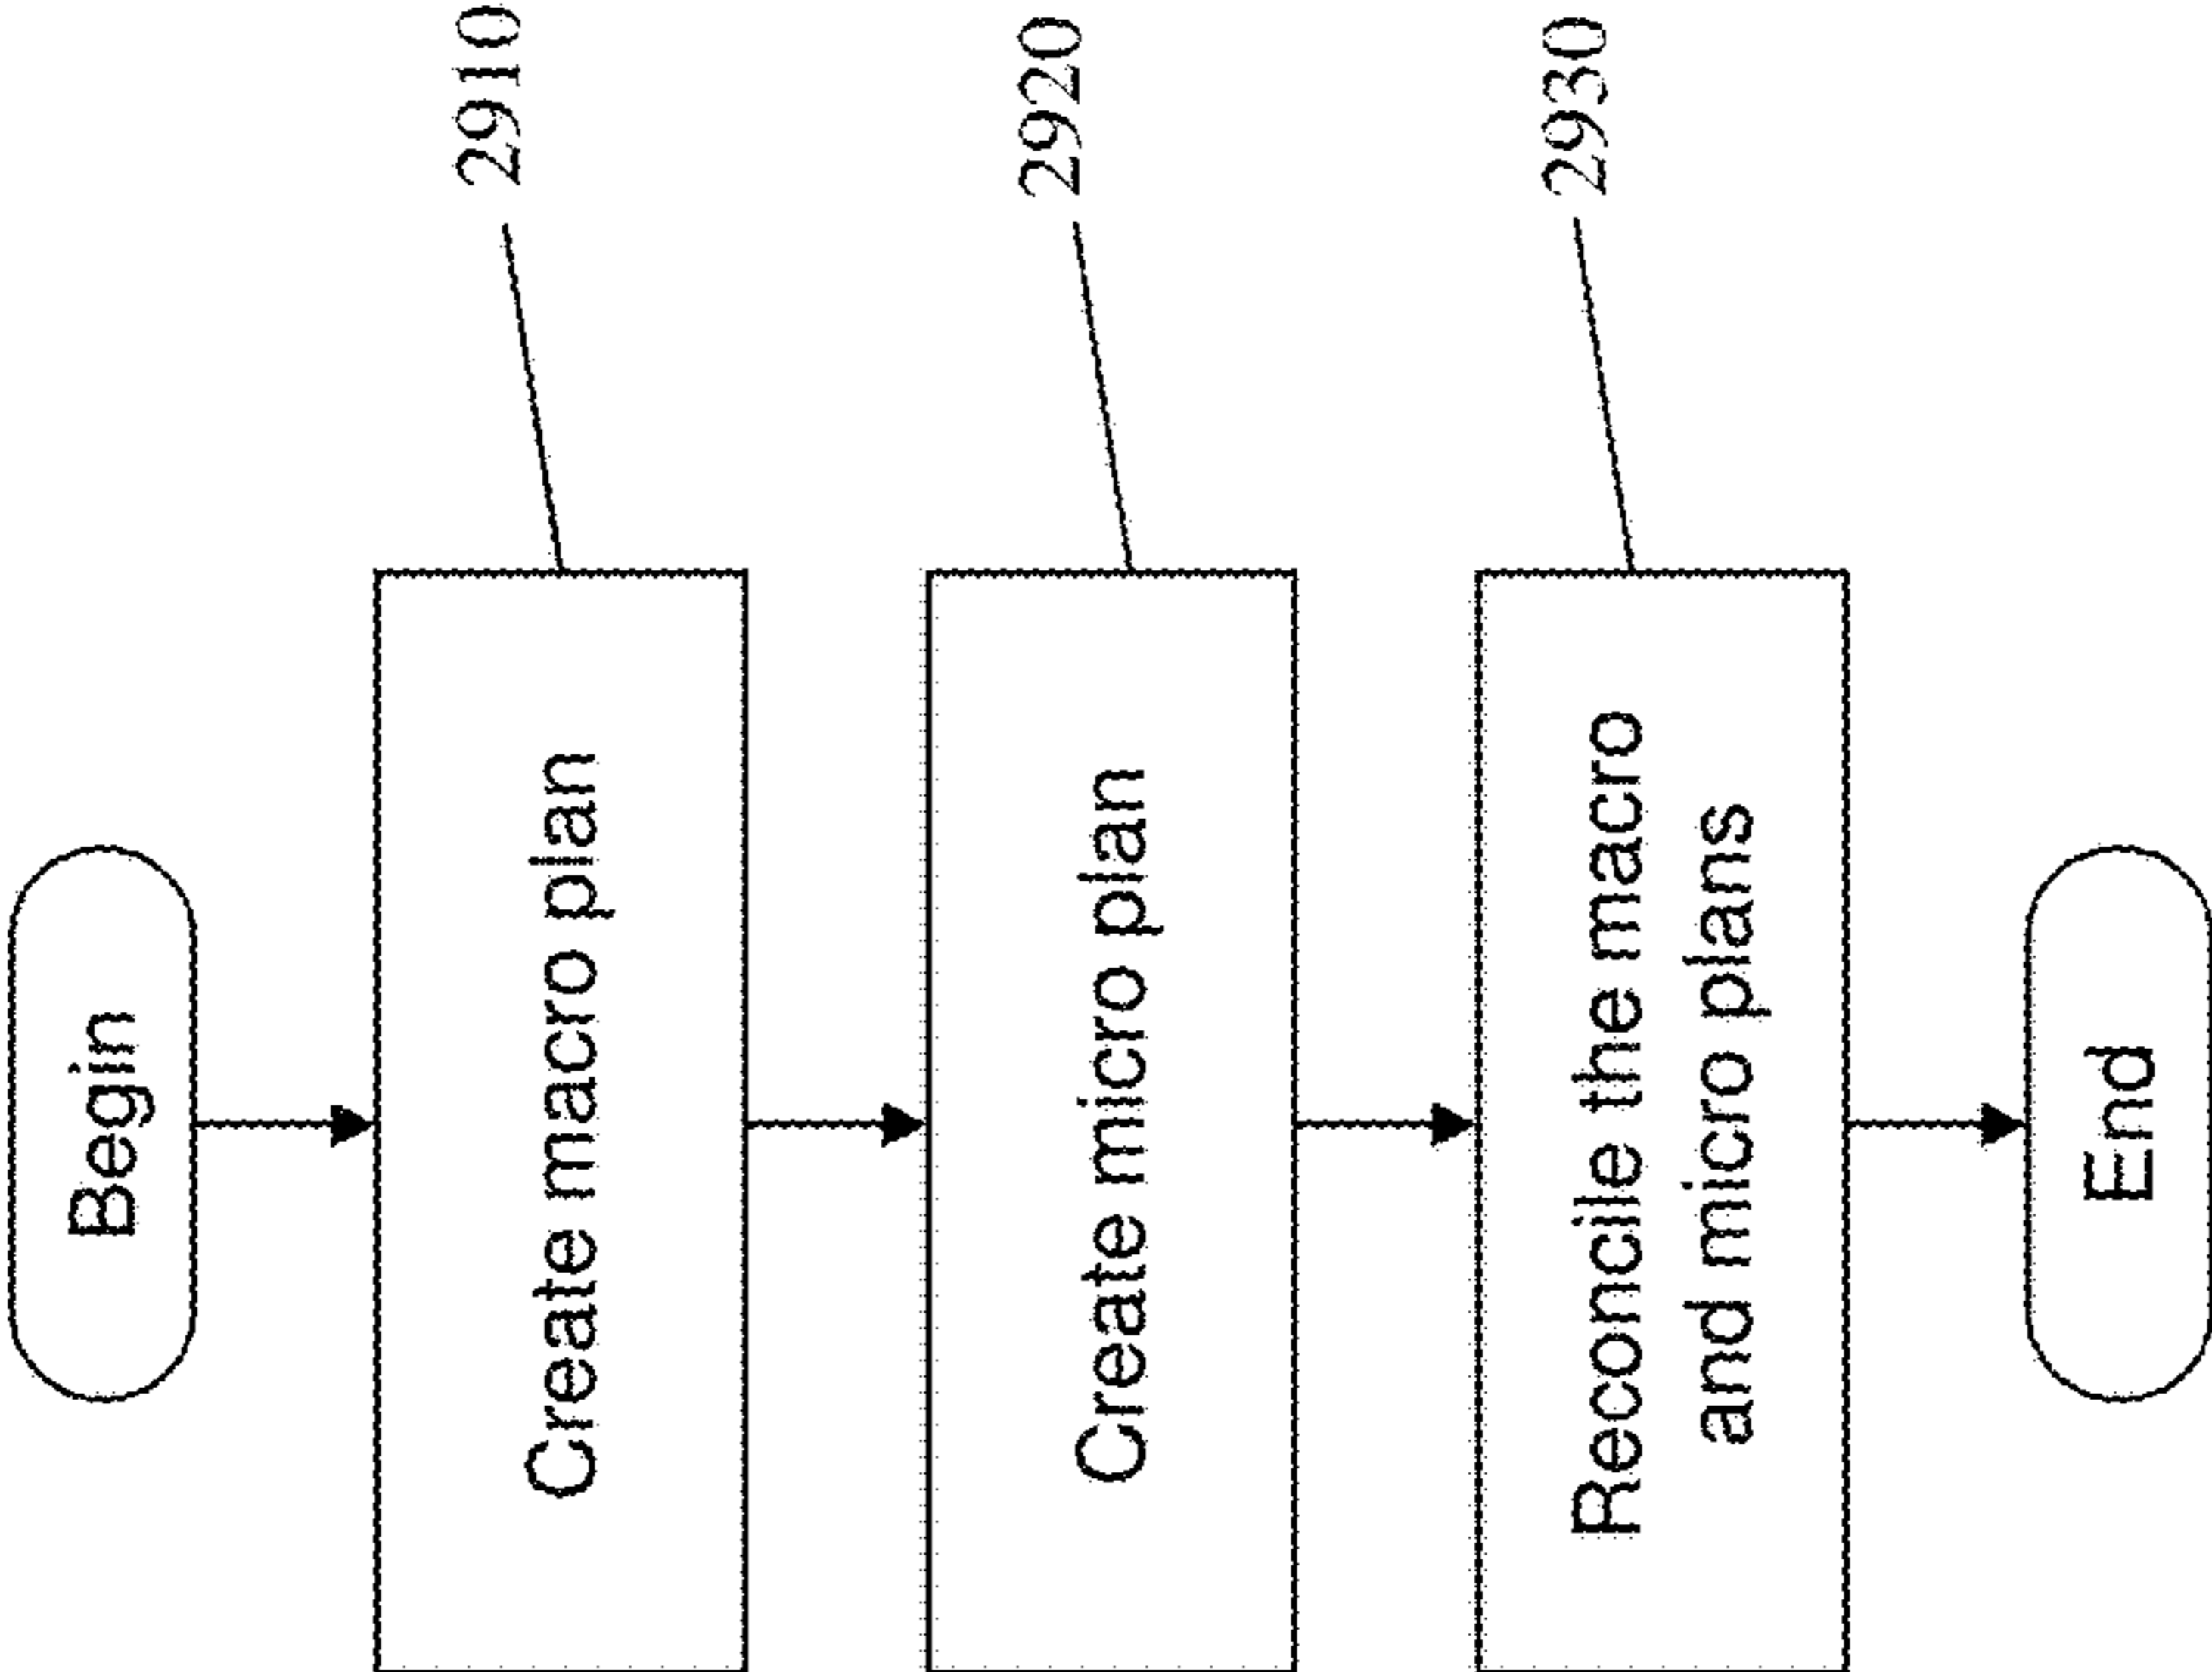 Begin
Create macro plan
2910
Create micro plan
2920
Reconcile the macro
and micro plans
2930
End